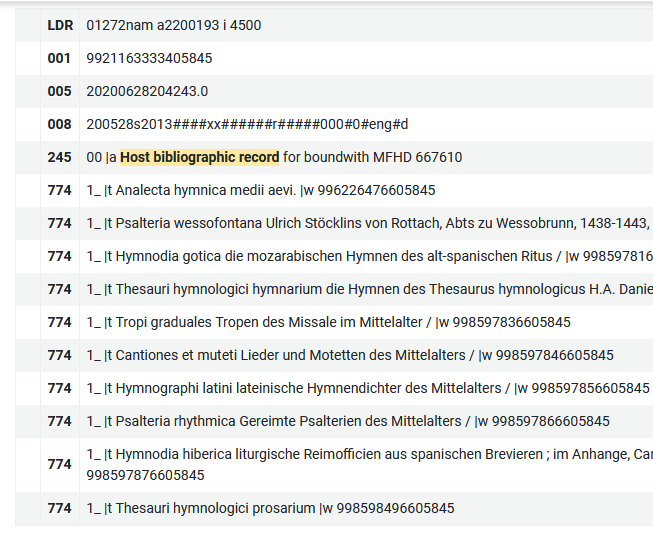 LDR 01272nam a2200193 i 4500
001 9921163333405845
005 20200628204243.0
008 200528s2013####xx######r#####000#0#eng#d
245 00 |a Host bibliographic record for boundwith MFHD 667610
774 1_ |t Analecta hymnica medii aevi. |w 996226476605845
774 1_ |t Psalteria wessofontana Ulrich Stöcklins von Rottach, Abts zu Wessobrunn, 1438-1443,
774 1_ |t Hymnodia gotica die mozarabischen Hymnen des alt-spanischen Ritus / |w 998597816
774 1_ |t Thesauri hymnologici hymnarium die Hymnen des Thesaurus hymnologicus H.A. Danie
774 1_ |t Tropi graduales Tropen des Missale im Mittelalter / |w 998597836605845
774 1_ |t Cantiones et muteti Lieder und Motetten des Mittelalters / |w 998597846605845
774 1_ |t Hymnographi latini lateinische Hymnendichter des Mittelalters / |w 998597856605845
774 1_ |t Psalteria rhythmica Gereimte Psalterien des Mittelalters / |w 998597866605845
774 1_ |t Hymnodia hiberica liturgische Reimofficien aus spanischen Brevieren ; im Anhange, Car
998597876605845
774 1_ |t Thesauri hymnologici prosarium |w 998598496605845